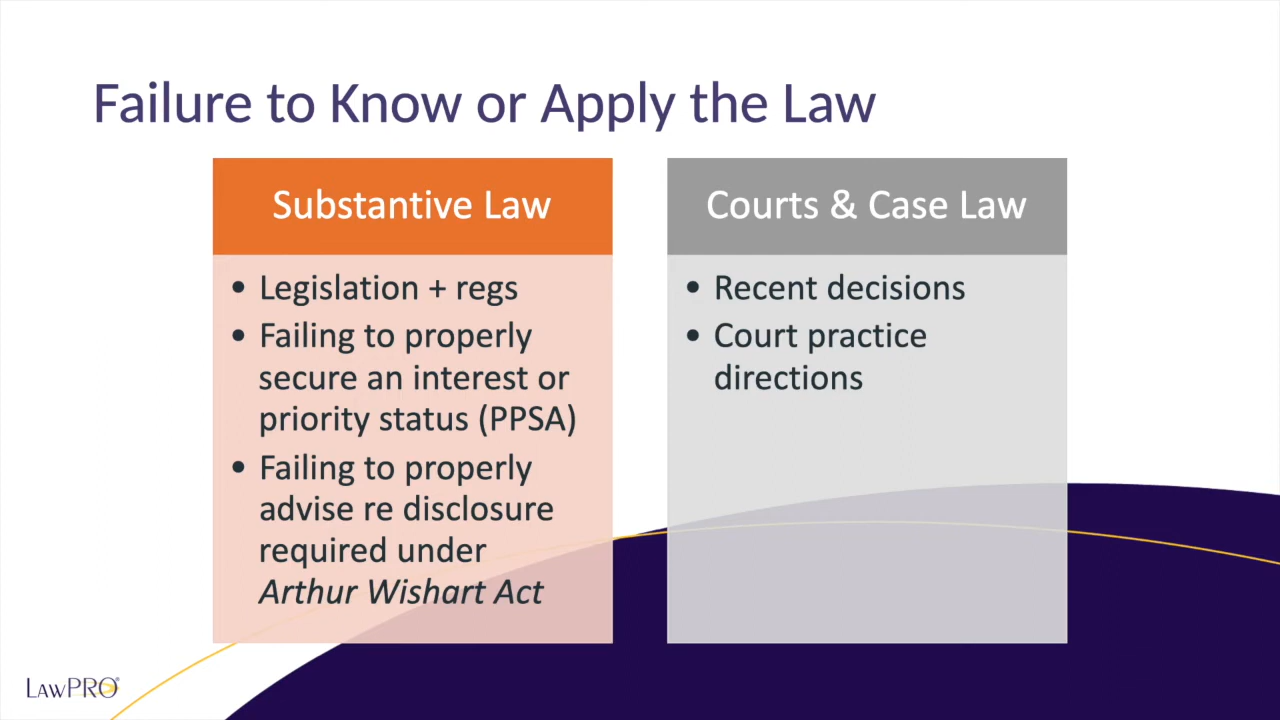 Failure to Know or Apply the Law
Substantive Law
• Legislation + regs
• Failing to properly
secure an interest or
priority status (PPSA)
• Failing to properly
advise re disclosure
required under
Arthur Wishart Act
Courts & Case Law
• Recent decisions
• Court practice
directions
LAWPRO®